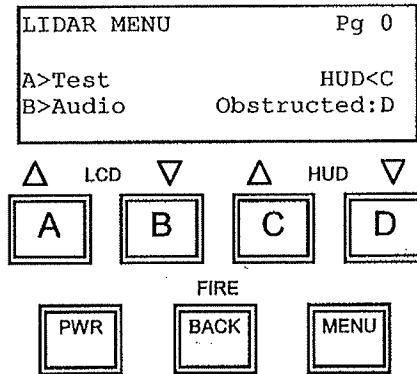 LIDAR MENU Pg 0
A>Test HUD<C
B>Audio Obstructed:D
△ LCD ▽ △ HUD ▽
A B C D
FIRE
PWR BACK MENU